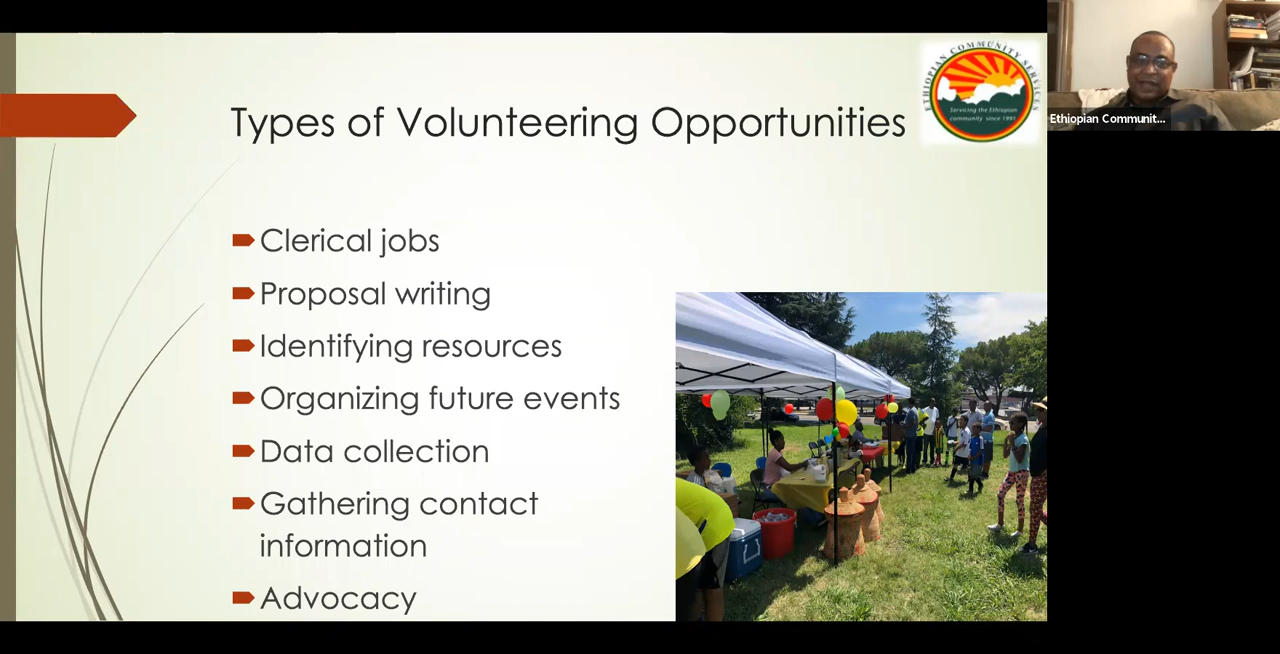 Types of Volunteering Opportunities
ETHIOPIAN COMMUNITY SERVICES
Servicing the Ethiopian
community since 1991
Ethiopian Communit...
Clerical jobs
Proposal writing
Identifying resources
Organizing future events
Data collection
Gathering contact
information
Advocacy